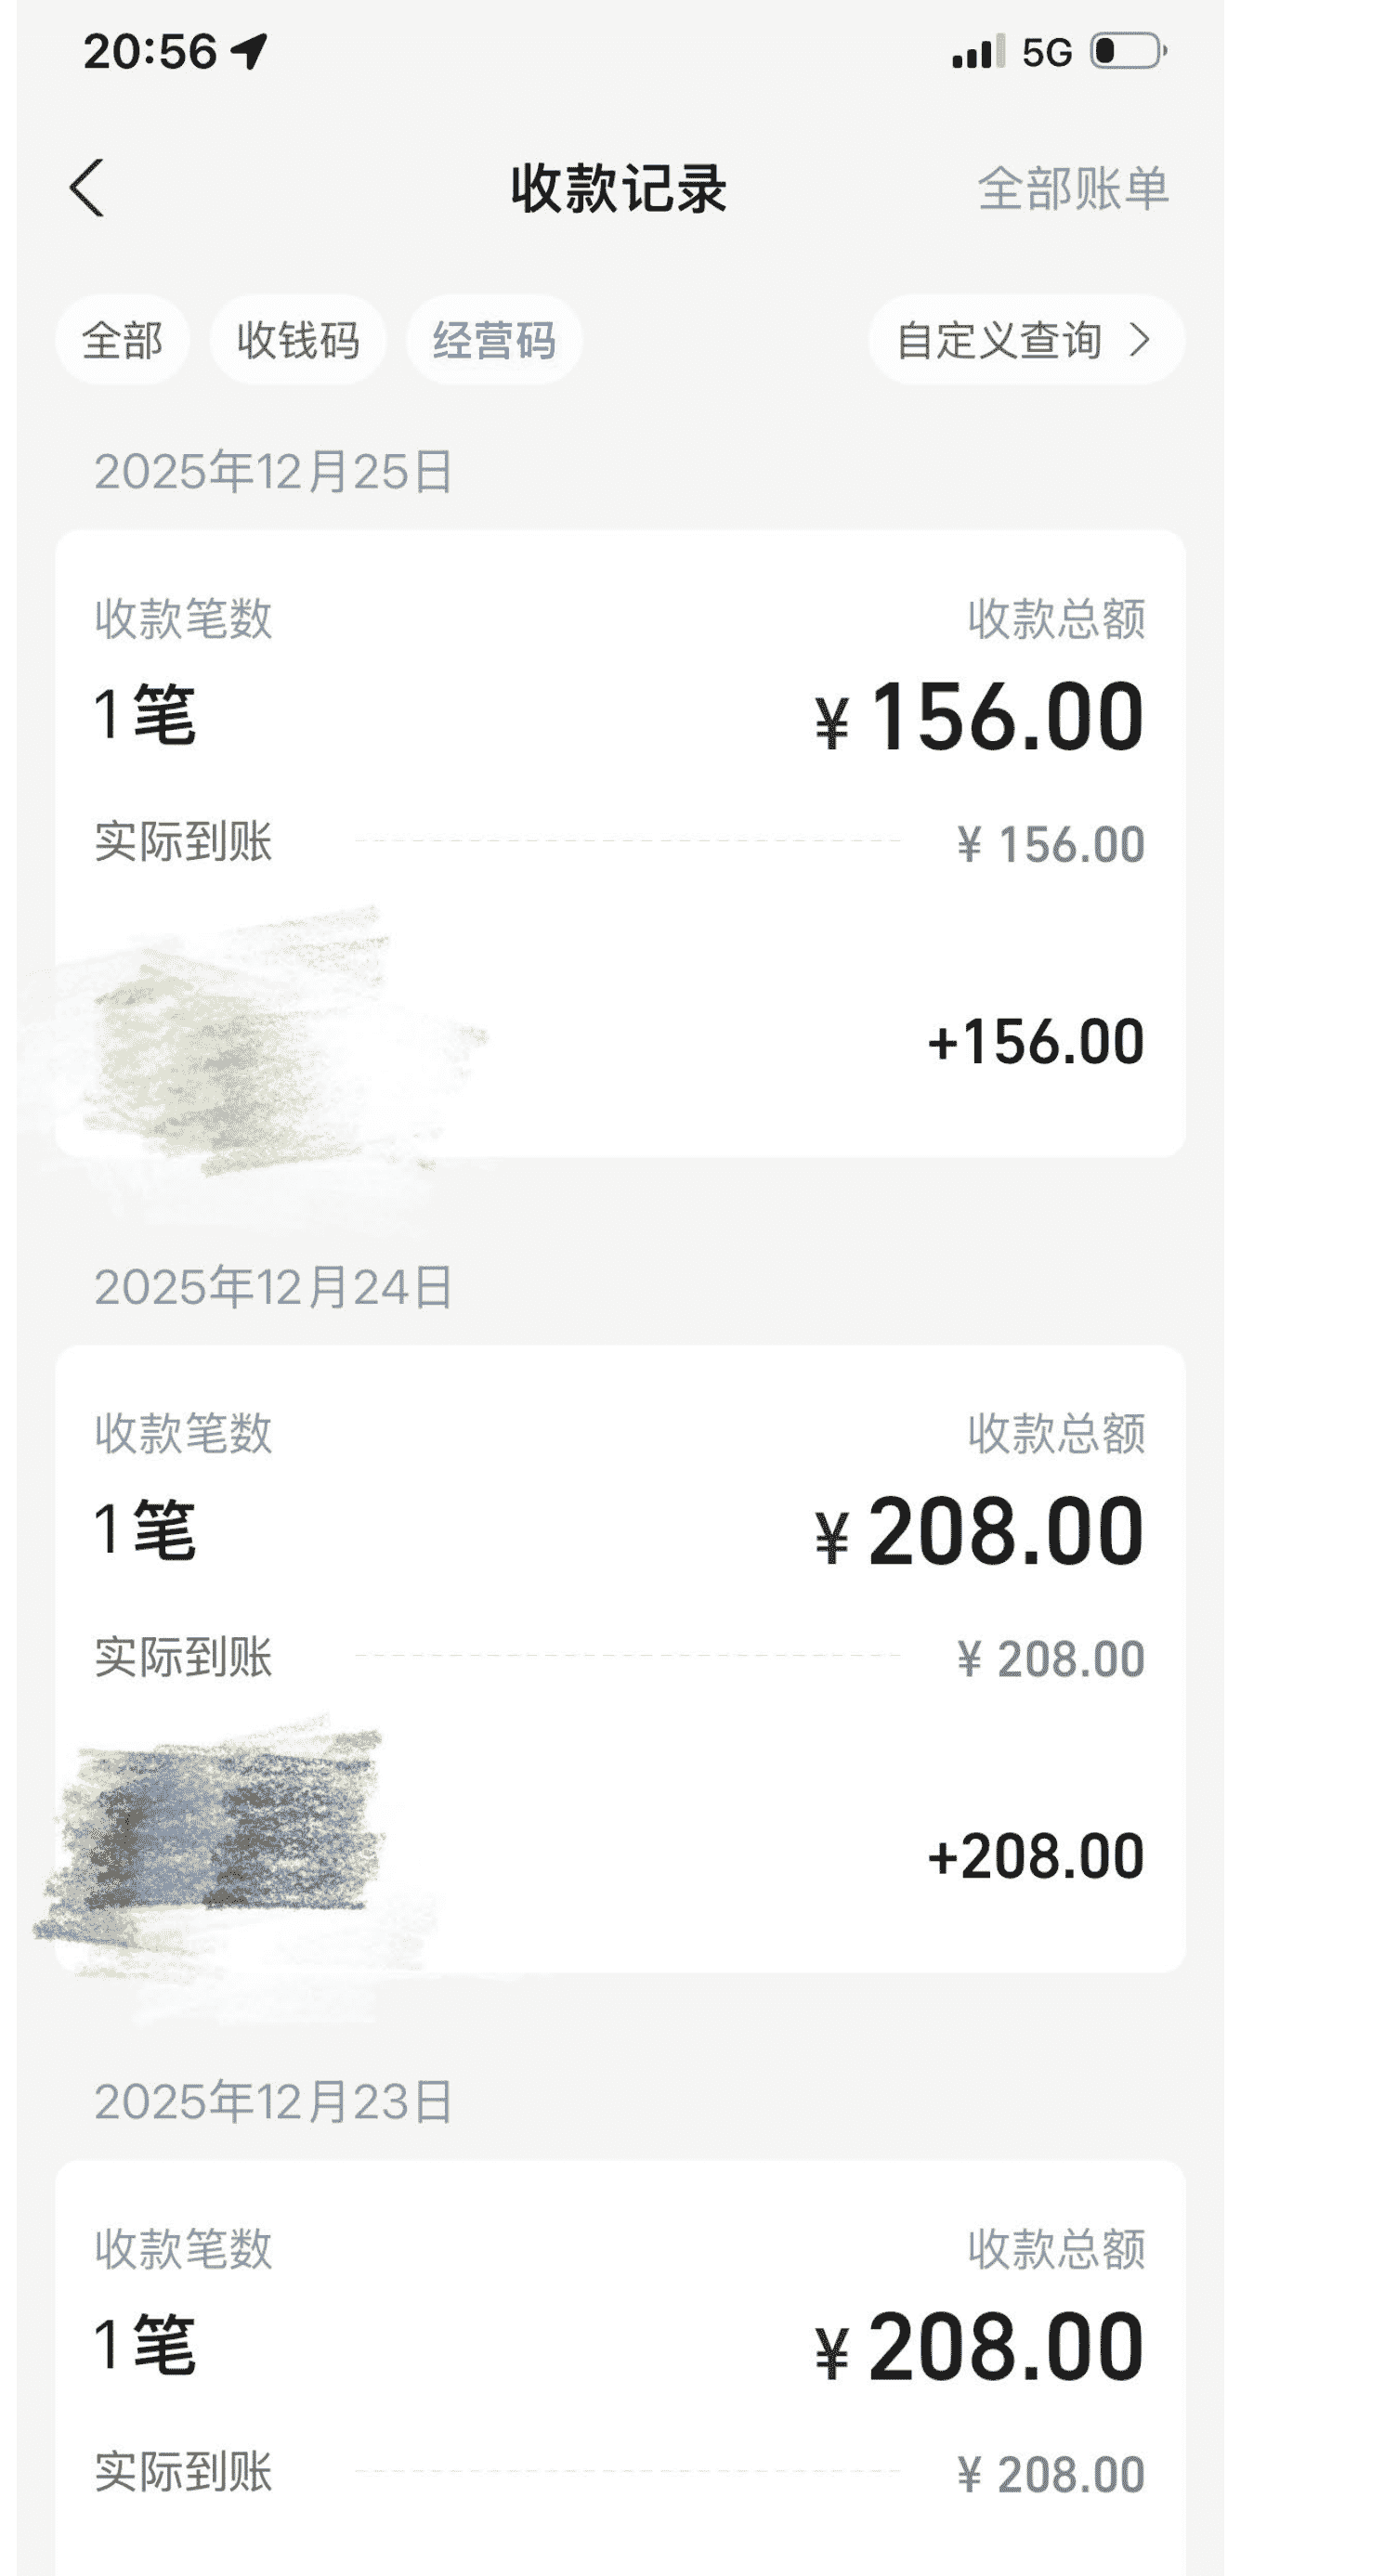 20:56 5G
收款记录 全部账单
全部 收钱码 经营码 自定义查询
2025年12月25日
收款笔数 收款总额
1笔 ¥156.00
实际到账 ¥ 156.00
+156.00
2025年12月24日
收款笔数 收款总额
1笔 ¥208.00
实际到账 ¥ 208.00
+208.00
2025年12月23日
收款笔数 收款总额
1笔 ¥208.00
实际到账 ¥ 208.00